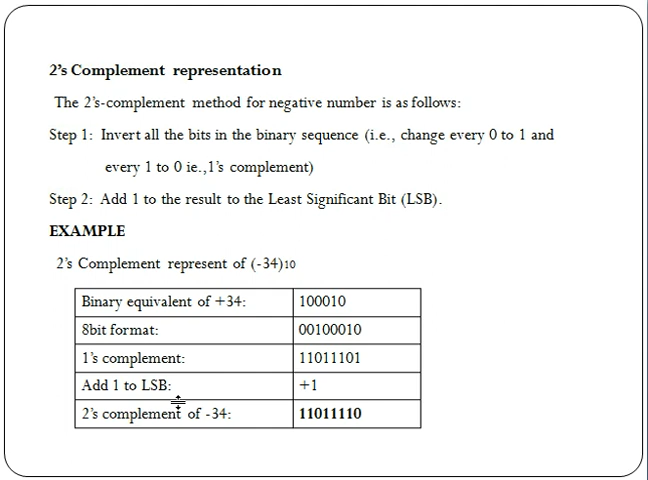 2's Complement representation
The 2's-complement method for negative number is as follows:
Step 1: Invert all the bits in the binary sequence (i.e., change every 0 to 1 and
every 1 to 0 ie.,1's complement)
Step 2: Add 1 to the result to the Least Significant Bit (LSB).
EXAMPLE
2's Complement represent of (-34)10
Binary equivalent of +34: 100010
8bit format: 00100010
1's complement: 11011101
Add 1 to LSB: +1
2's complement of -34: 11011110